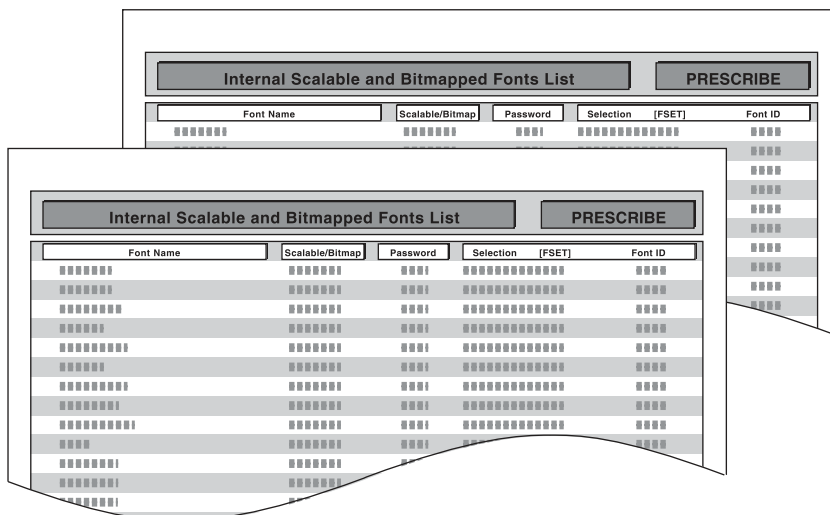 Internal Scalable and Bitmapped Fonts List PRESCRIBE
Font Name Scalable/Bitmap Password Selection [FSET] Font ID
Internal Scalable and Bitmapped Fonts List PRESCRIBE
Font Name Scalable/Bitmap Password Selection [FSET] Font ID